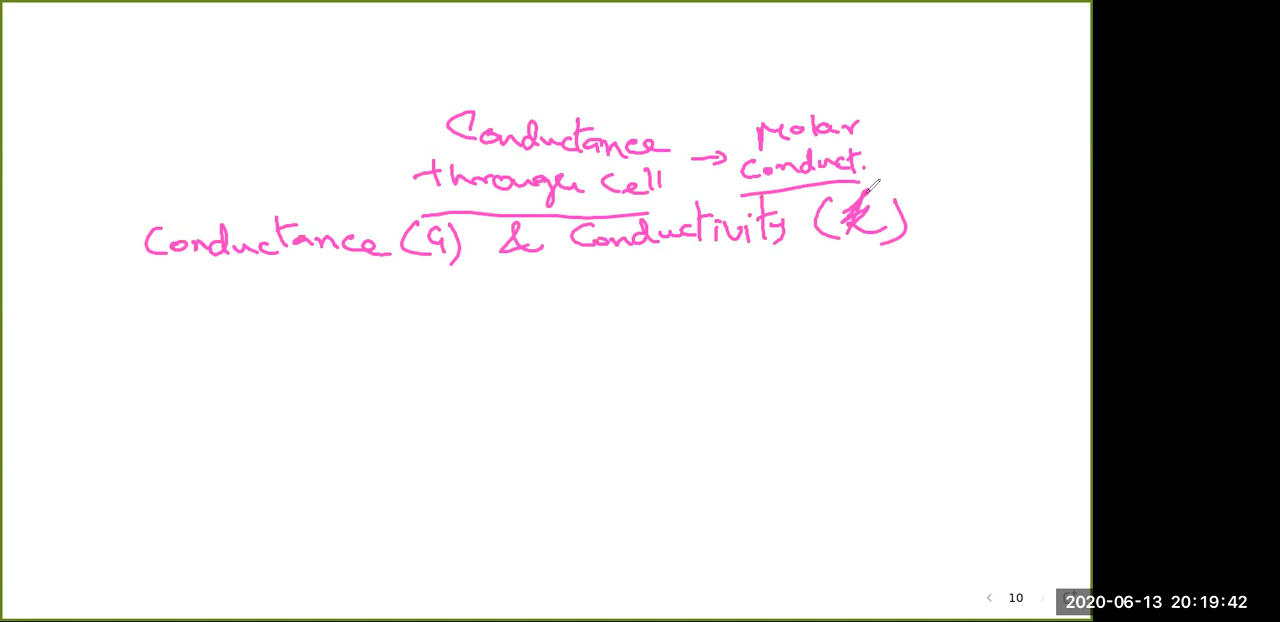 Conductance → Molar
through cell conduct.
Conductance (G) & Conductivity (K)
10
2020-06-13 20:19:42